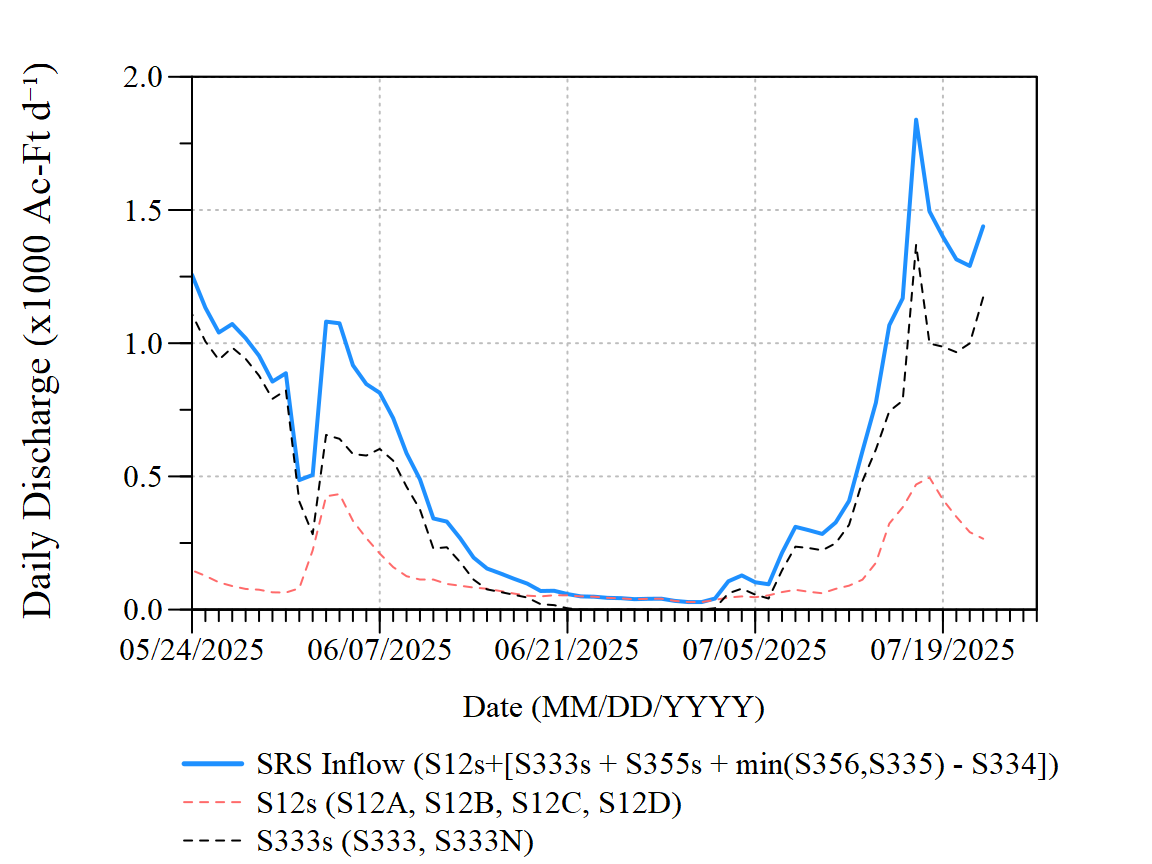 Daily Discharge (x1000 Ac-Ft d⁻¹)
2.0
1.5
1.0
0.5
0.0
05/24/2025 06/07/2025 06/21/2025 07/05/2025 07/19/2025
Date (MM/DD/YYYY)
SRS Inflow (S12s+[S333s + S355s + min(S356,S335) - S334])
S12s (S12A, S12B, S12C, S12D)
S333s (S333, S333N)